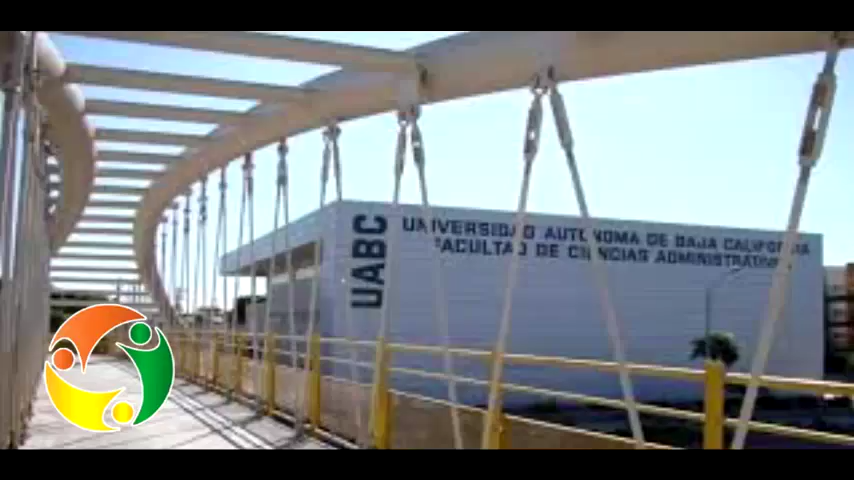 UABC
UNIVERSIDAD AUTONOMA DE BAJA CALIFORNIA
FACULTAD DE CIENCIAS ADMINISTRATIVAS